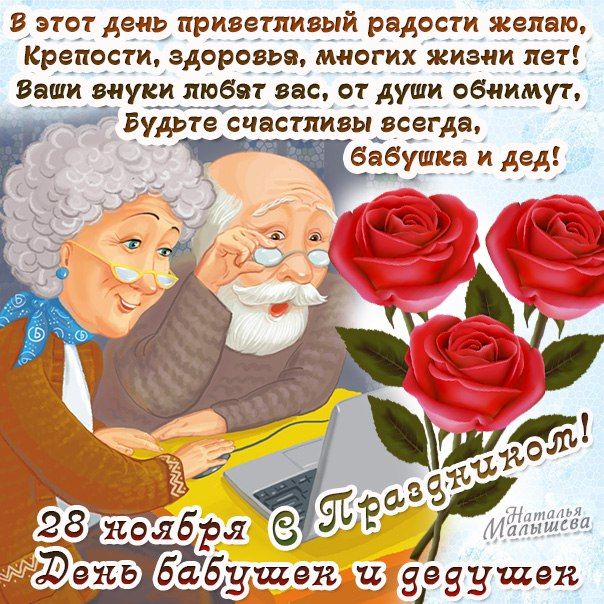 В этот день приветливый радости желаю,
Крепости, здоровья, многих жизни лет!
Ваши внуки любят вас, от души обнимут,
Будьте счастливы всегда,
бабушка и дед!
28 ноября С Праздником!
День бабушек и дедушек
Наталья
Малышева